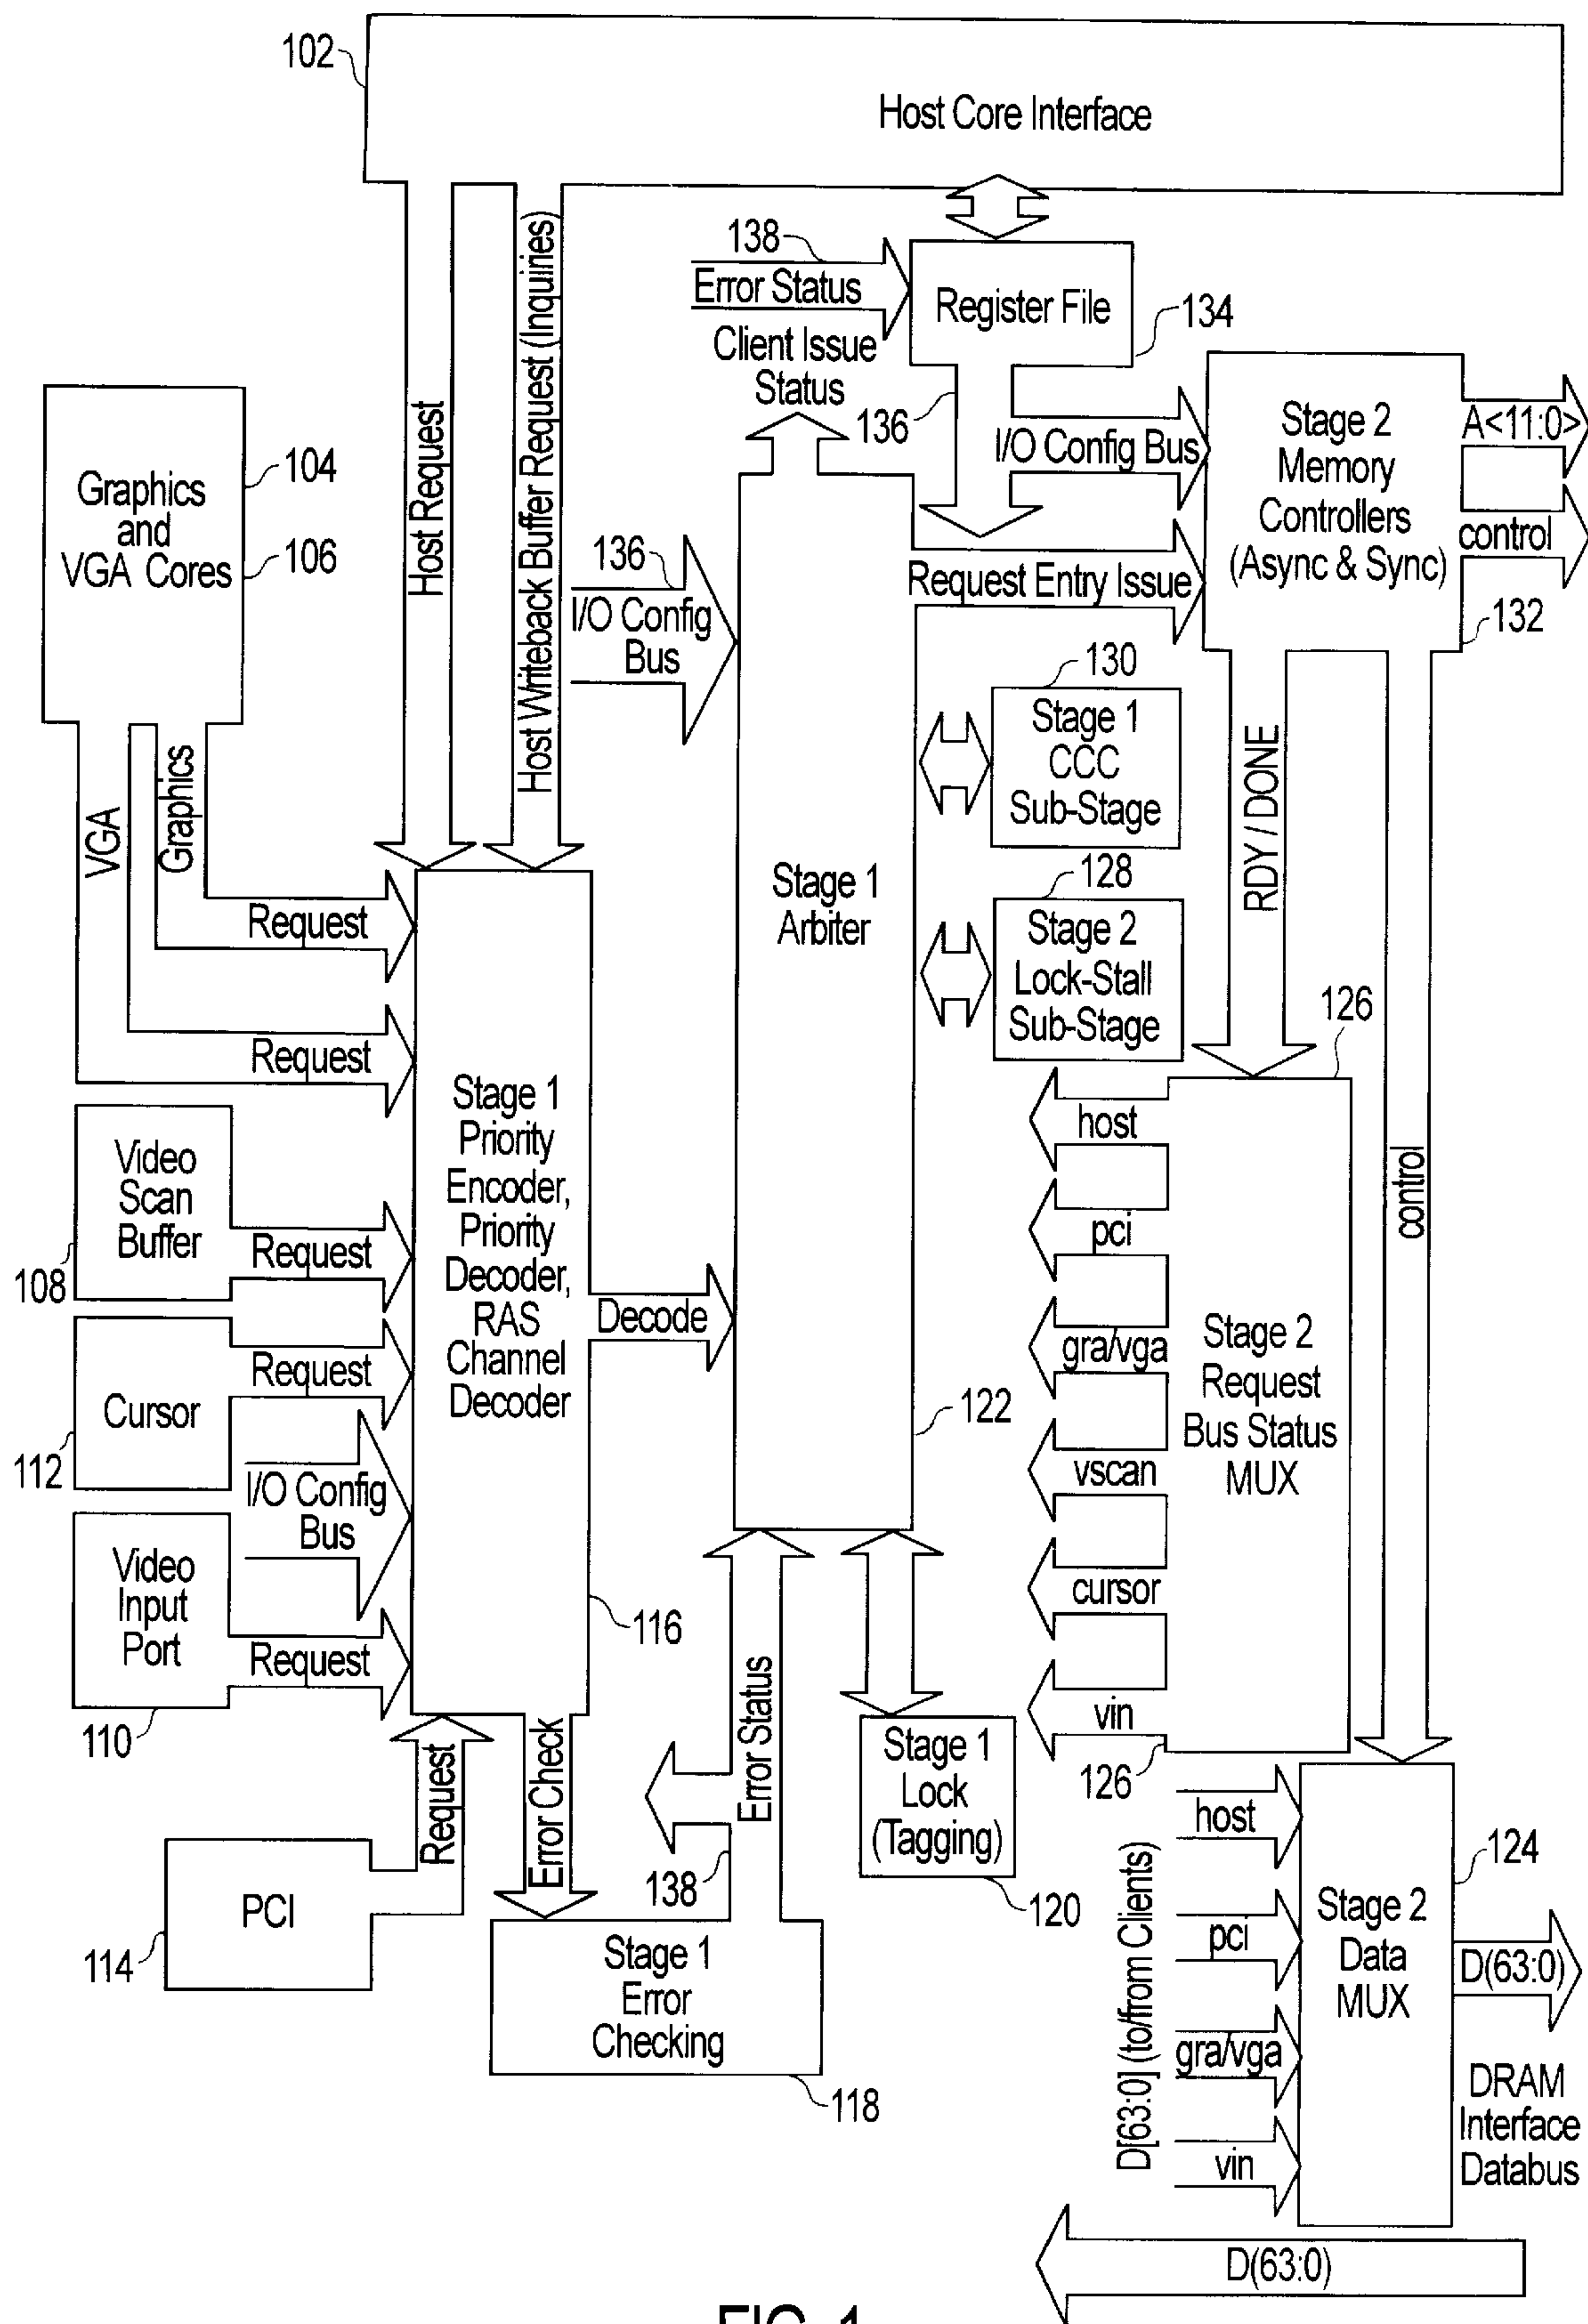 102
Host Core Interface
Host Request
Host Writeback Buffer Request (Inquiries)
138
Error Status
Register File
134
Client Issue
Status
136
I/O Config Bus
Stage 2
Memory
Controllers
(Async & Sync)
A<11:0>
control
132
Graphics
and
VGA Cores
104
106
136
I/O Config
Bus
Request Entry Issue
130
Stage 1
CCC
Sub-Stage
RDY / DONE
VGA
Graphics
Request
Request
Stage 1
Arbiter
128
Stage 2
Lock-Stall
Sub-Stage
126
control
Stage 1
Priority
Encoder,
Priority
Decoder,
RAS
Channel
Decoder
Video
Scan
Buffer
108
Request
Cursor
112
Request
I/O Config
Bus
Video
Input
Port
110
Request
Decode
122
116
host
pci
gra/vga
vscan
cursor
vin
Stage 2
Request
Bus Status
MUX
126
PCI
114
Request
Error Check
Error Status
138
Stage 1
Lock
(Tagging)
120
Stage 1
Error
Checking
118
D[63:0] (to/from Clients)
host
pci
gra/vga
vin
Stage 2
Data
MUX
124
D(63:0)
DRAM
Interface
Databus
D(63:0)
FIG. 1